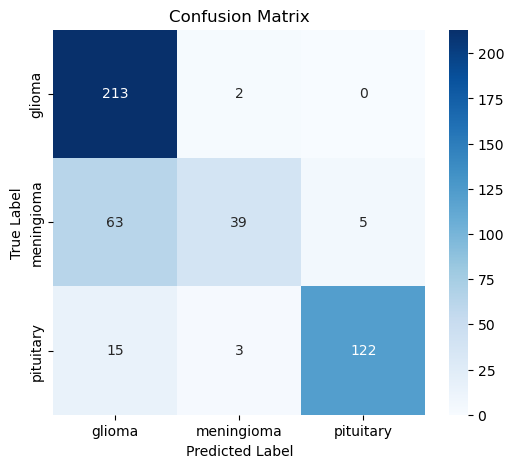 Confusion Matrix
glioma
213
2
0
meningioma
63
39
5
pituitary
15
3
122
True Label
glioma
meningioma
pituitary
Predicted Label
200
175
150
125
100
75
50
25
0